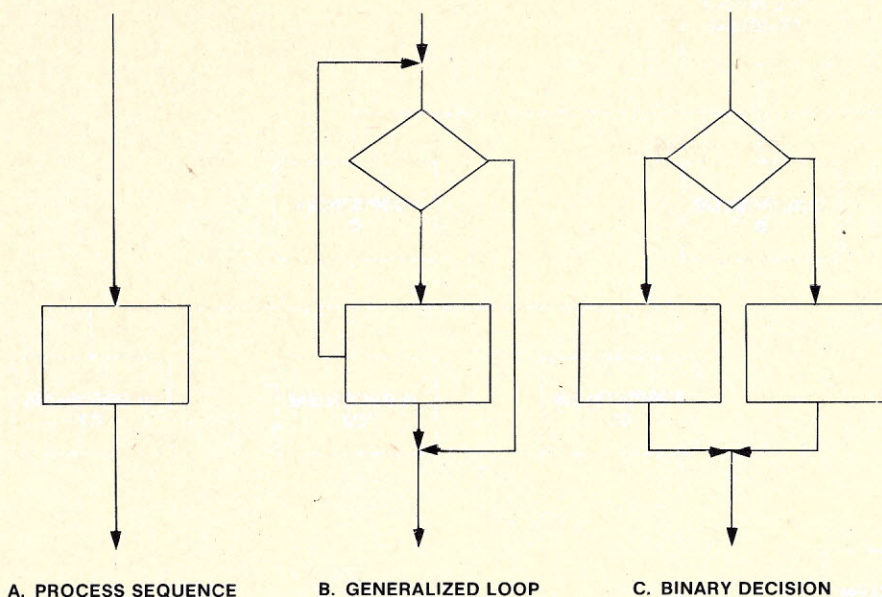 A. PROCESS SEQUENCE
B. GENERALIZED LOOP
C. BINARY DECISION